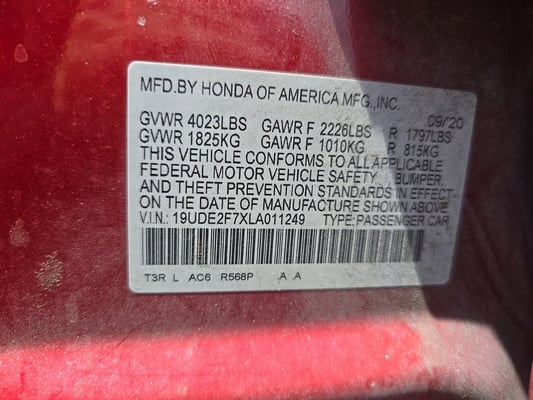 MFD.BY HONDA OF AMERICA MFG.,INC.
09/20
GVWR 4023LBS GAWR F 2226LBS R 1797LBS
GVWR 1825KG GAWR F 1010KG R 815KG
THIS VEHICLE CONFORMS TO ALL APPLICABLE
FEDERAL MOTOR VEHICLE SAFETY, BUMPER,
AND THEFT PREVENTION STANDARDS IN EFFECT
ON THE DATE OF MANUFACTURE SHOWN ABOVE.
V.I.N.: 19UDE2F7XLA011249 TYPE:PASSENGER CAR
T3R L AC6 R568P .A .A